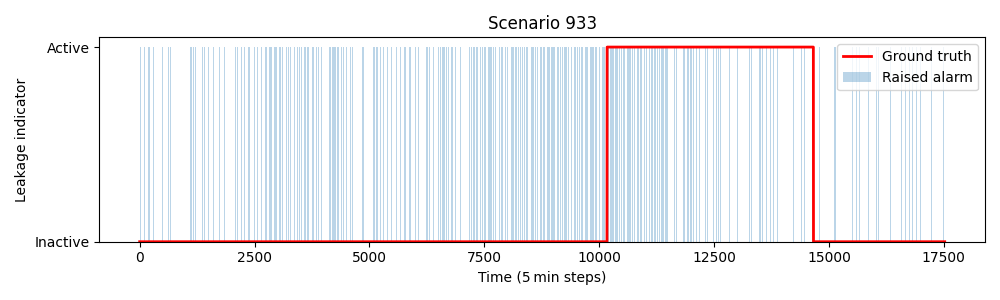 Scenario 933
Active
Ground truth
Raised alarm
Leakage indicator
Inactive
0 2500 5000 7500 10000 12500 15000 17500
Time (5 min steps)